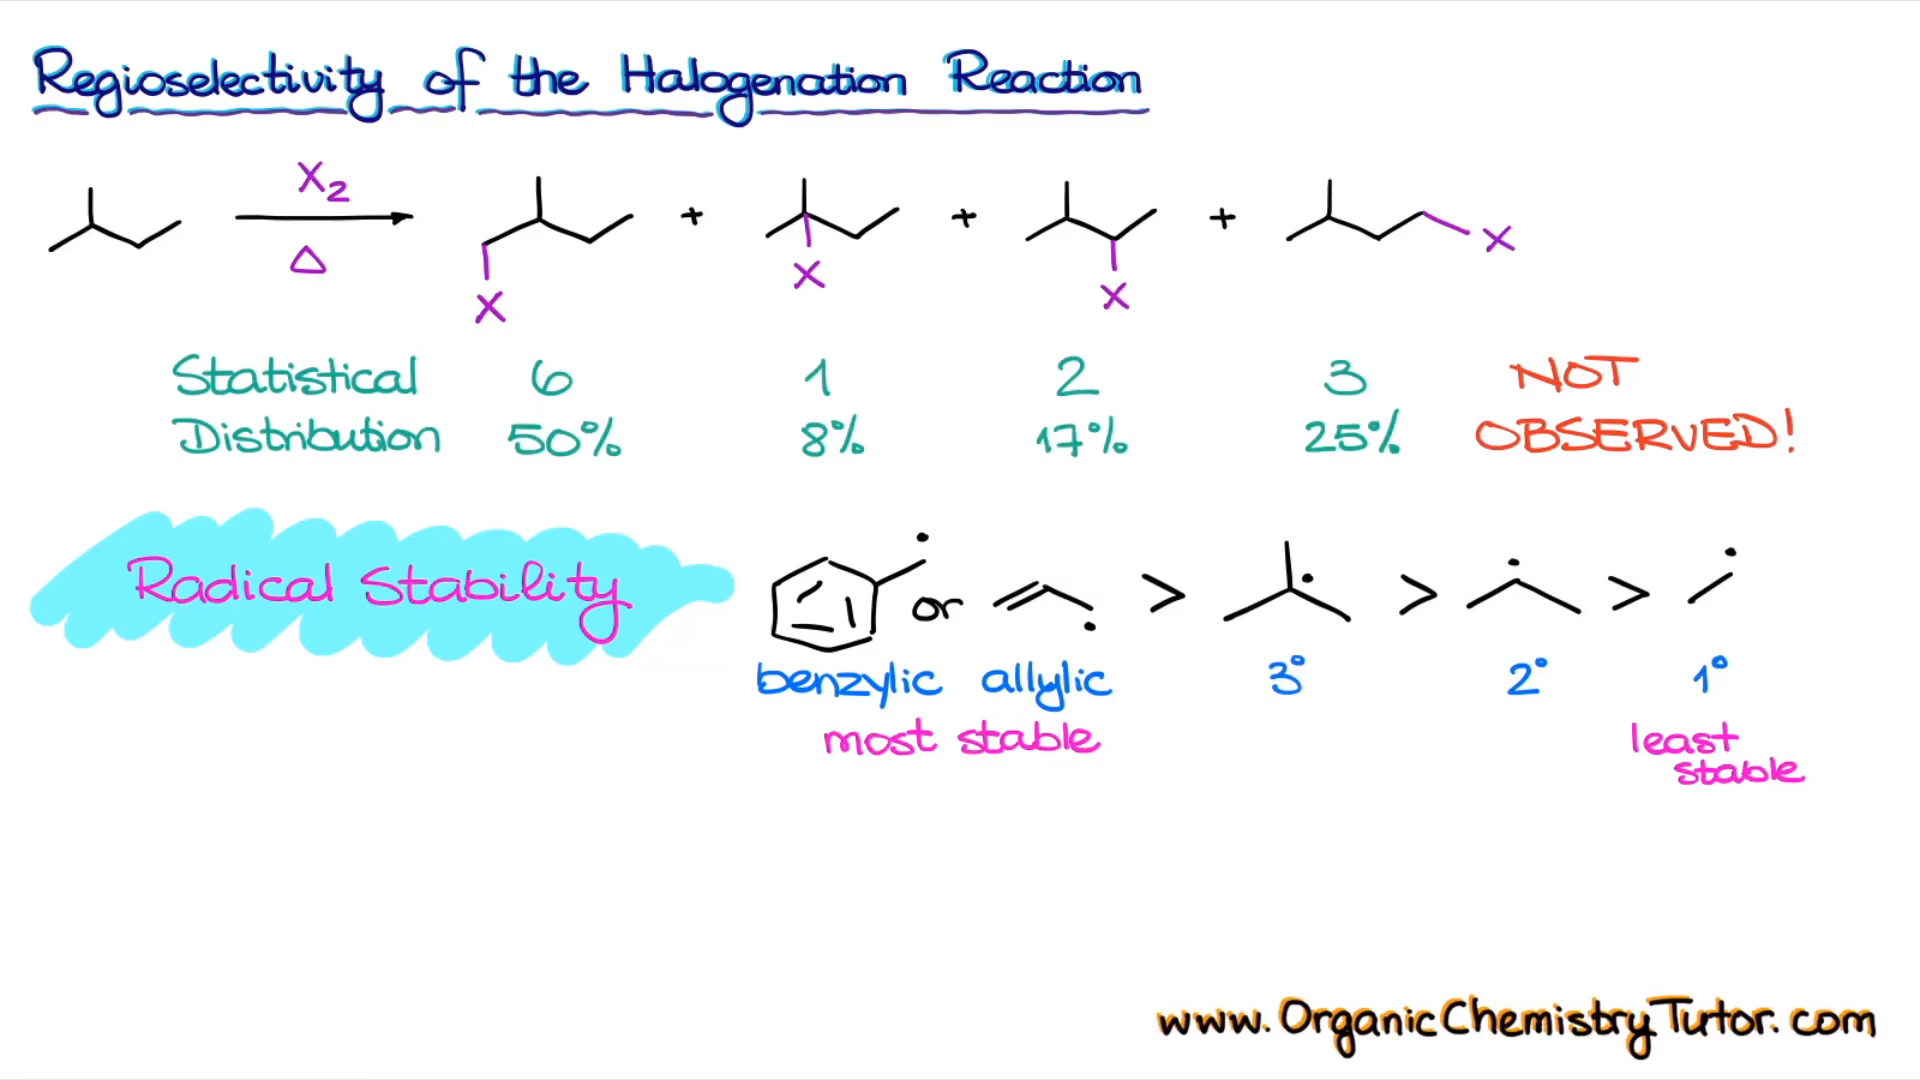 Regioselectivity of the Halogenation Reaction
X₂
Δ
+ + +
X X X X
Statistical 6 1 2 3 NOT
Distribution 50% 8% 17% 25% OBSERVED!
Radical Stability
or > > >
benzylic allylic 3° 2° 1°
most stable least
stable
www.OrganicChemistryTutor.com